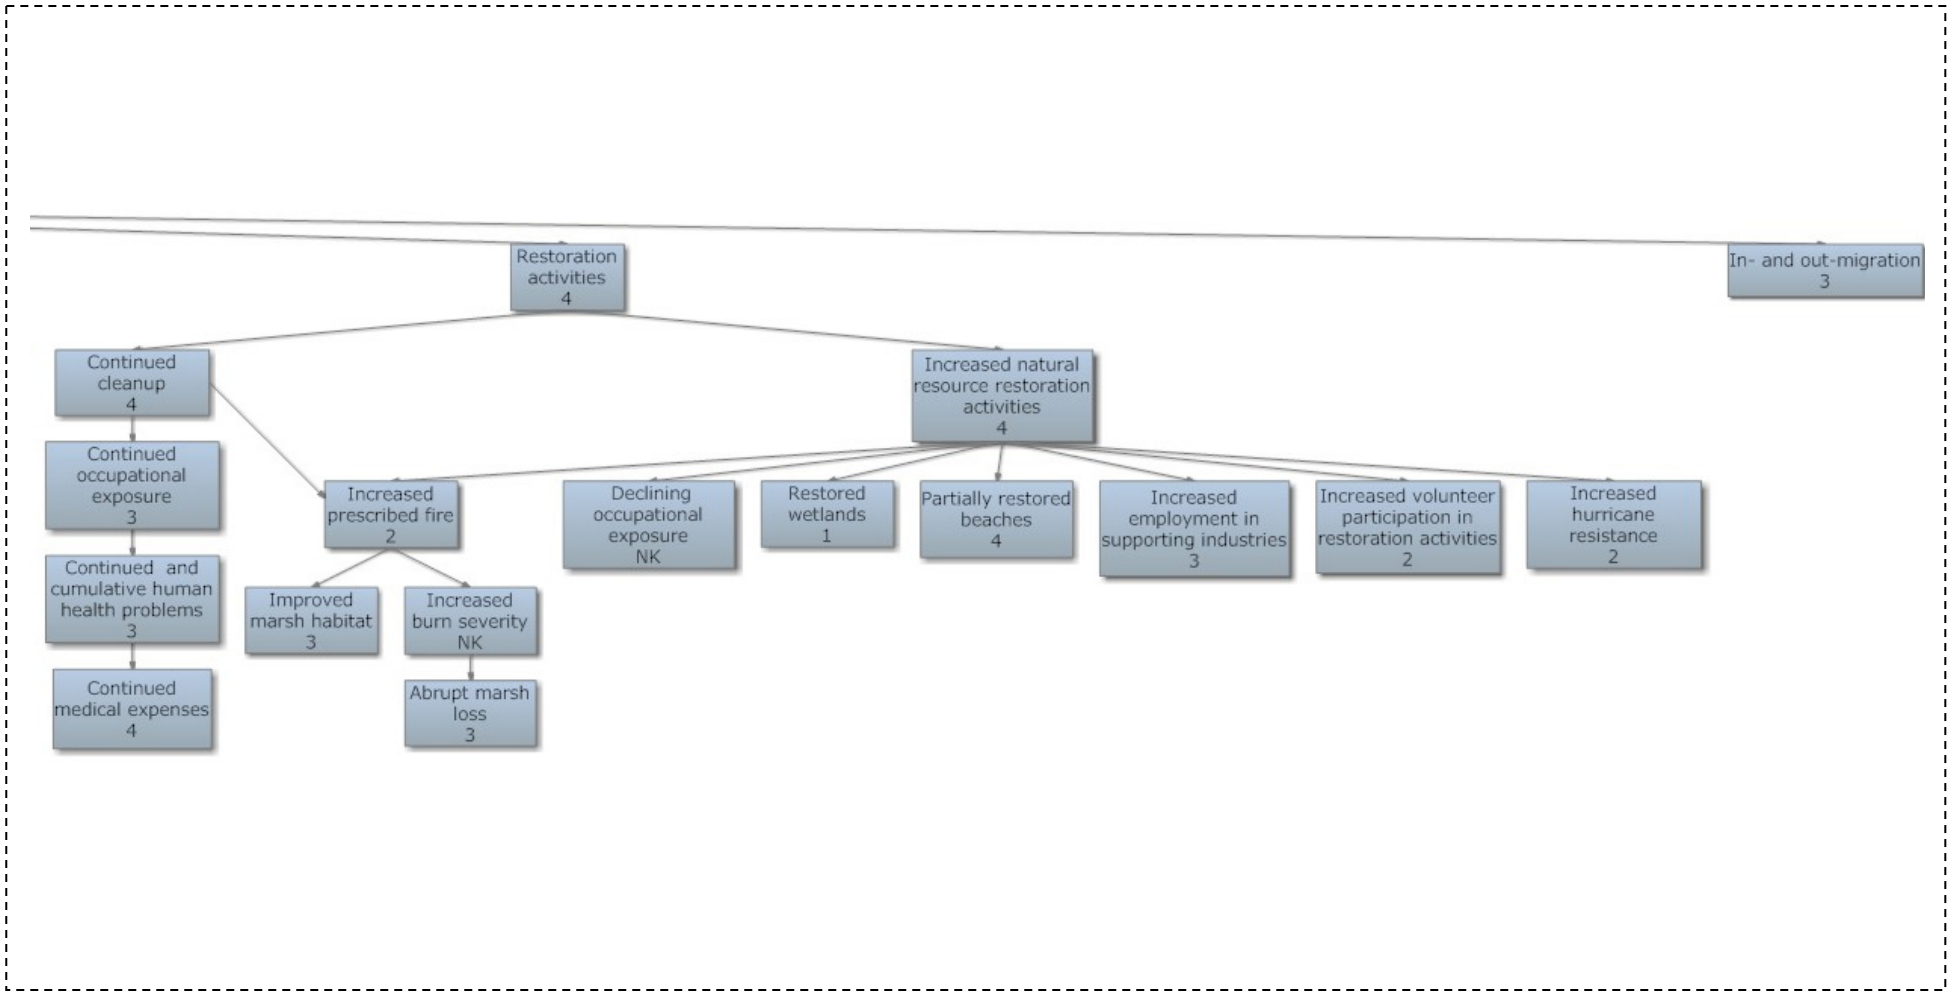 Restoration
activities
4
In- and out-migration
3
Continued
cleanup
4
Increased natural
resource restoration
activities
4
Continued
occupational
exposure
3
Increased
prescribed fire
2
Declining
occupational
exposure
NK
Restored
wetlands
1
Partially restored
beaches
4
Increased
employment in
supporting industries
3
Increased volunteer
participation in
restoration activities
2
Increased
hurricane
resistance
2
Continued and
cumulative human
health problems
3
Improved
marsh habitat
3
Increased
burn severity
NK
Continued
medical expenses
4
Abrupt marsh
loss
3